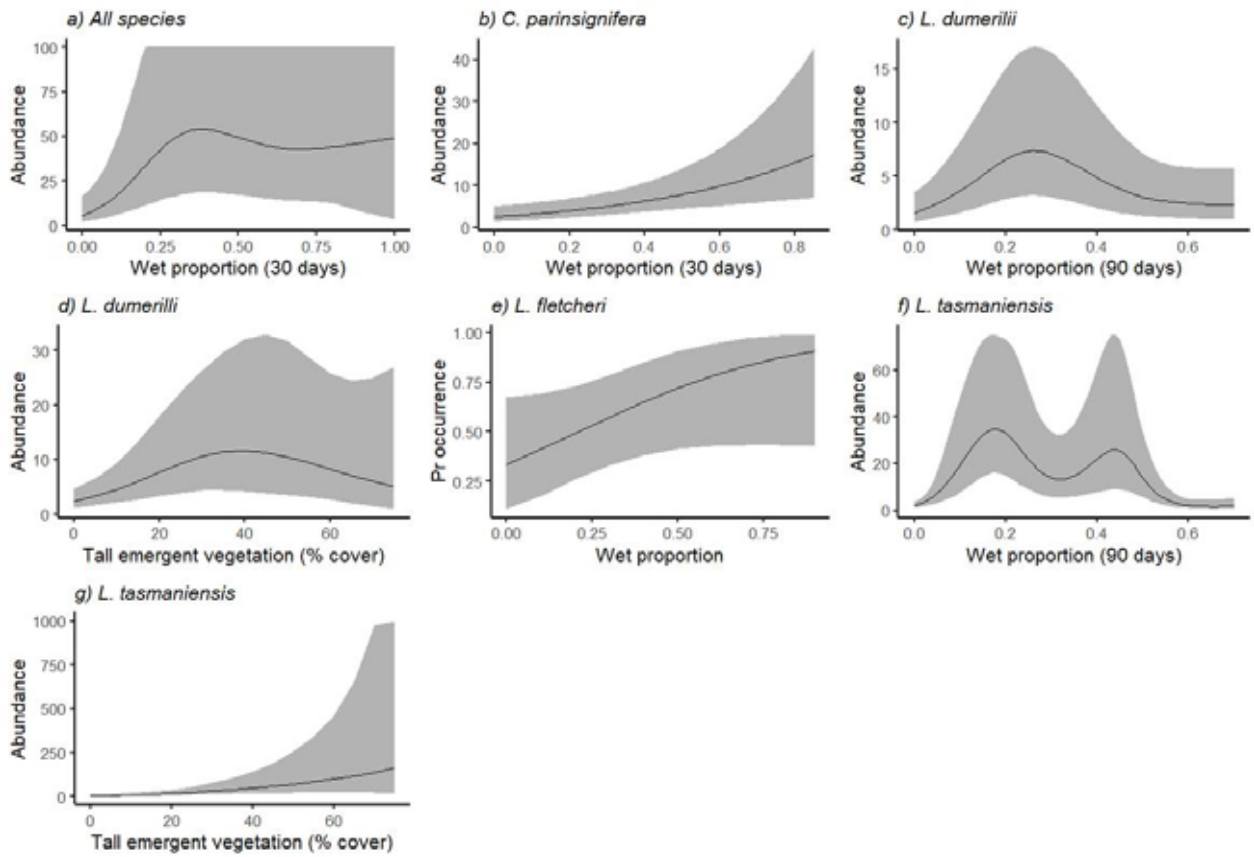 a) All species
Abundance
100
75
50
25
0
0.00 0.25 0.50 0.75 1.00
Wet proportion (30 days)
b) C. parinsignifera
Abundance
40
30
20
10
0
0.0 0.2 0.4 0.6 0.8
Wet proportion (30 days)
c) L. dumerilii
Abundance
15
10
5
0
0.0 0.2 0.4 0.6
Wet proportion (90 days)
d) L. dumerilli
Abundance
30
20
10
0
0 20 40 60
Tall emergent vegetation (% cover)
e) L. fletcheri
Pr occurrence
1.00
0.75
0.50
0.25
0.00 0.25 0.50 0.75
Wet proportion
f) L. tasmaniensis
Abundance
60
40
20
0
0.0 0.2 0.4 0.6
Wet proportion (90 days)
g) L. tasmaniensis
Abundance
1000
750
500
250
0
0 20 40 60
Tall emergent vegetation (% cover)